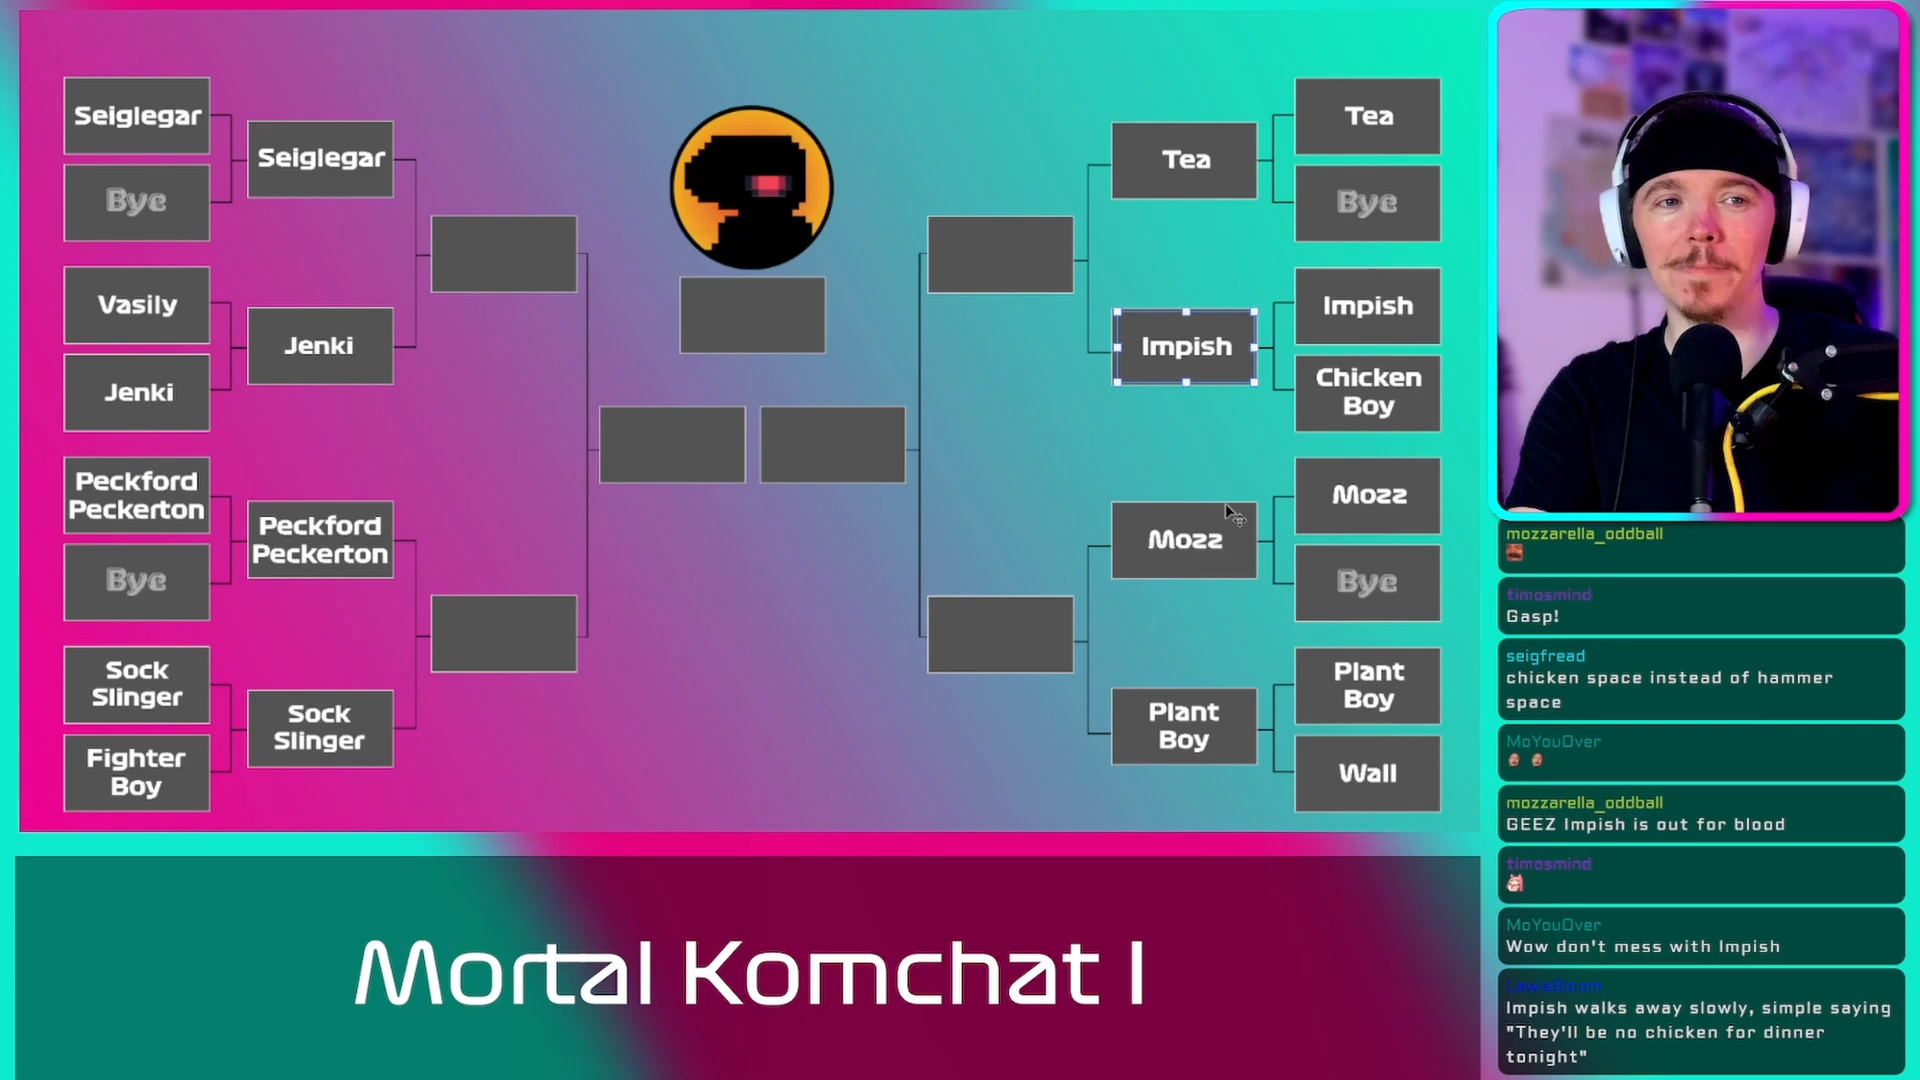 Seiglegar
Bye
Vasily
Jenki
Peckford
Peckerton
Bye
Sock
Slinger
Fighter
Boy
Seiglegar
Jenki
Peckford
Peckerton
Sock
Slinger
Tea
Impish
Mozz
Plant
Boy
Tea
Bye
Impish
Chicken
Boy
Mozz
Bye
Plant
Boy
Wall
Mortal Komchat I
mozzarella_oddball
timosmind
Gasp!
seigfread
chicken space instead of hammer
space
MoYouOver
mozzarella_oddball
GEEZ Impish is out for blood
timosmind
MoYouOver
Wow don't mess with Impish
LewisBloom
Impish walks away slowly, simple saying
"They'll be no chicken for dinner
tonight"